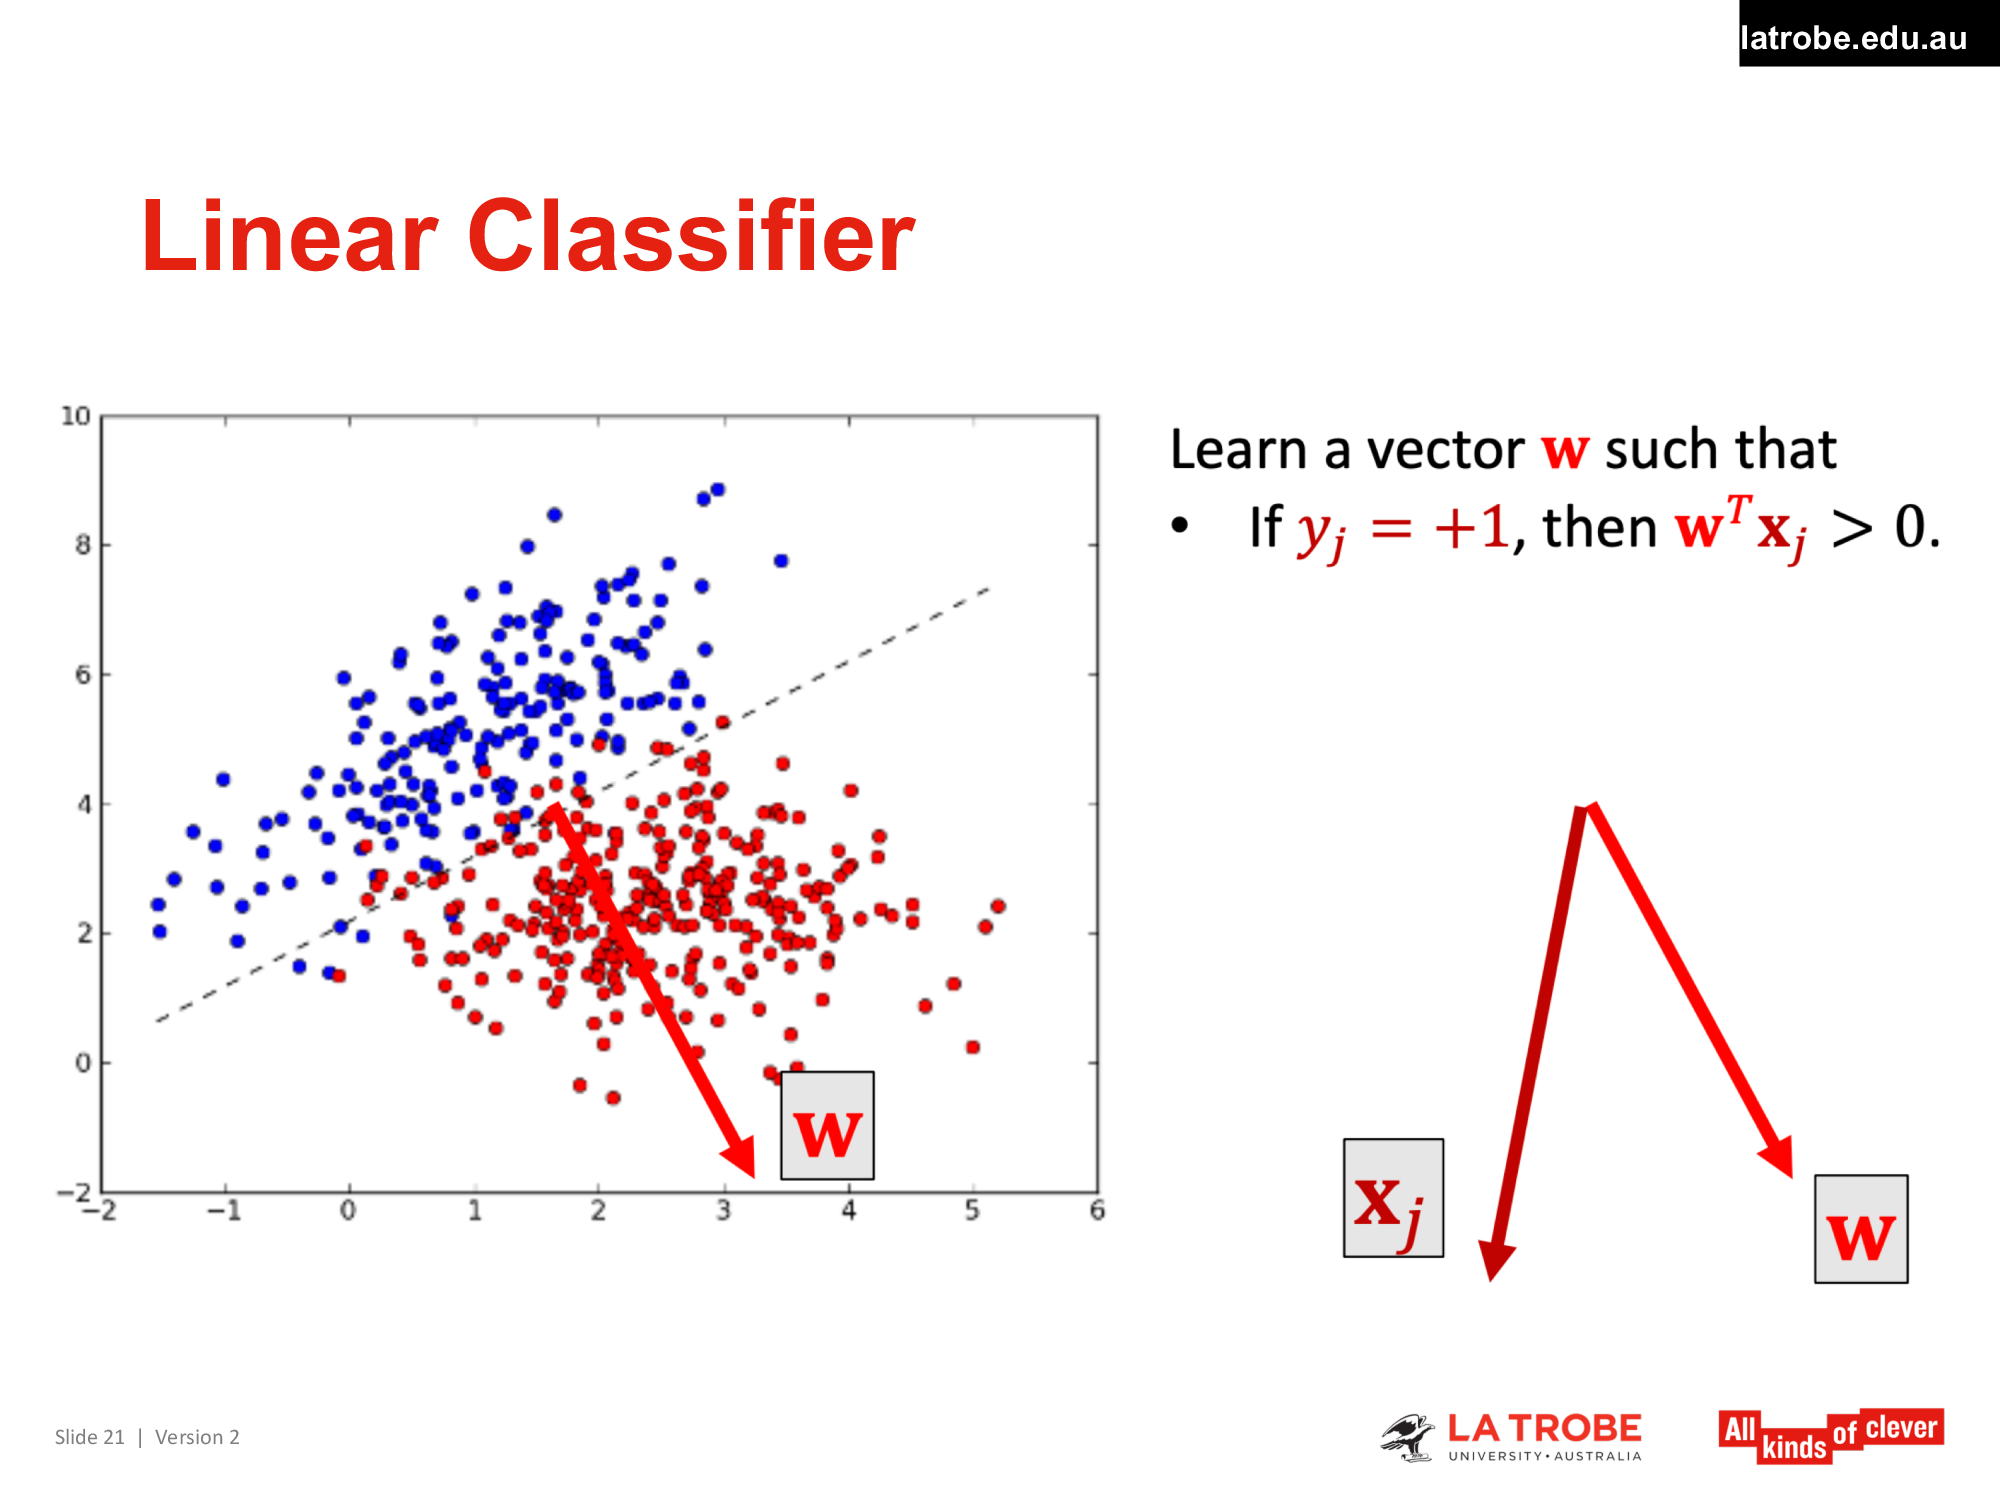 latrobe.edu.au
Linear Classifier
10
8
6
4
2
0
−2
−2 −1 0 1 2 3 4 5 6
w
Learn a vector w such that
• If yⱼ = +1, then wᵀxⱼ > 0.
xⱼ
w
Slide 21 | Version 2
LA TROBE
UNIVERSITY • AUSTRALIA
All kinds of clever